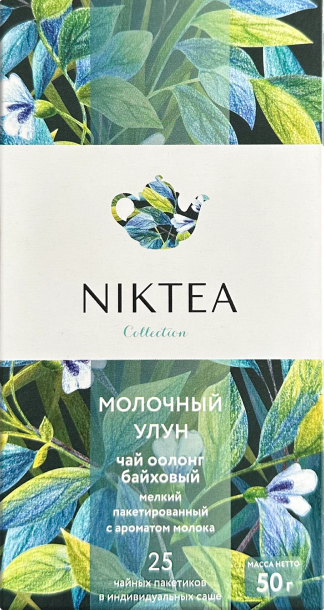 NIKTEA
Collection
МОЛОЧНЫЙ
УЛУН
чай оолонг
байховый
мелкий
пакетированный
с ароматом молока
25
чайных пакетиков
в индивидуальных саше
МАССА НЕТТО
50 г